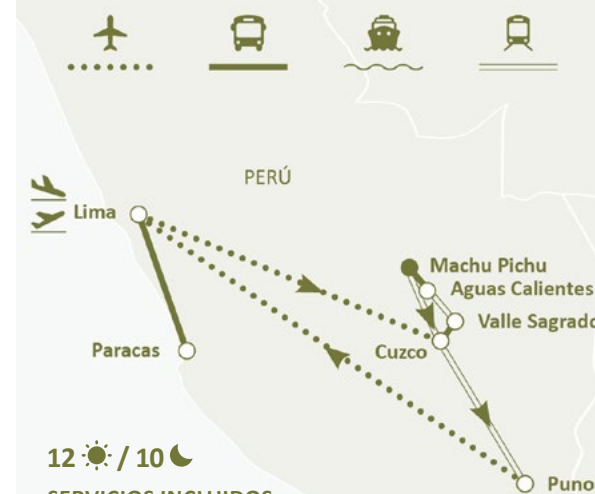 PERÚ
Lima
Machu Pichu
Aguas Calientes
Valle Sagrado
Cuzco
Paracas
12 / 10
SERVICIOS INCLUIDOS
Puno